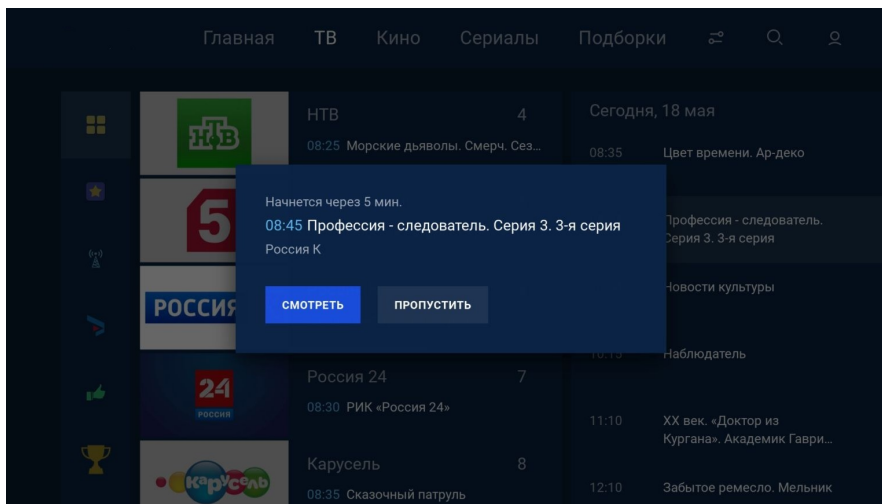 Главная ТВ Кино Сериалы Подборки
НТВ 4
08:25 Морские дьяволы. Смерч. Сез...
НТВ
5
РОССИЯ
24
РОССИЯ
Россия 24 7
08:30 РИК «Россия 24»
Карусель
Карусель 8
08:35 Сказочный патруль
Начнется через 5 мин.
08:45 Профессия - следователь. Серия 3. 3-я серия
Россия К
СМОТРЕТЬ ПРОПУСТИТЬ
Сегодня, 18 мая
08:35 Цвет времени. Ар-деко
Профессия - следователь.
Серия 3. 3-я серия
Новости культуры
10:15 Наблюдатель
11:10 XX век. «Доктор из
Кургана». Академик Гаври...
12:10 Забытое ремесло. Мельник